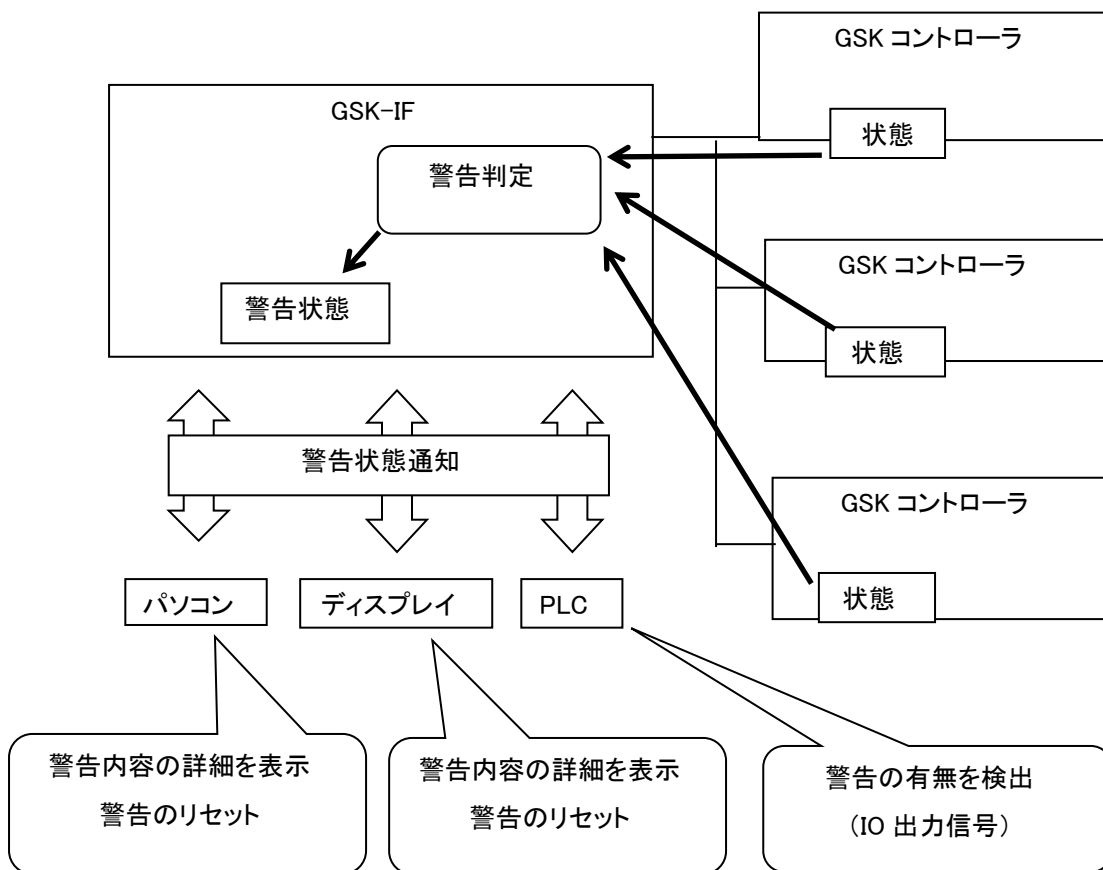 GSK コントローラ
状態
GSK-IF
警告判定
警告状態
GSK コントローラ
状態
警告状態通知
GSK コントローラ
状態
パソコン
ディスプレイ
PLC
警告内容の詳細を表示
警告のリセット
警告内容の詳細を表示
警告のリセット
警告の有無を検出
(IO 出力信号)